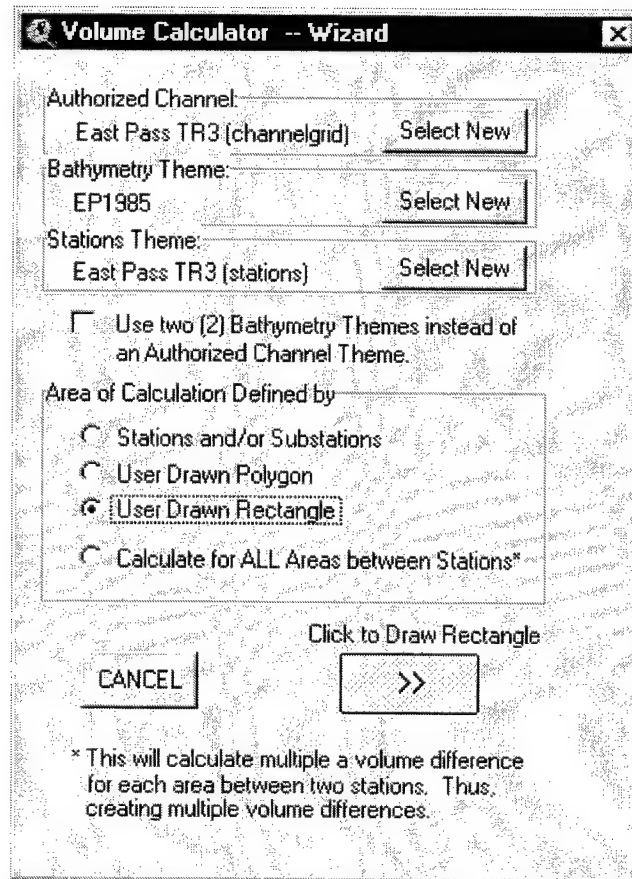 Volume Calculator -- Wizard
Authorized Channel:
East Pass TR3 (channelgrid)
Select New
Bathymetry Theme:
EP1985
Select New
Stations Theme:
East Pass TR3 (stations)
Select New
Use two (2) Bathymetry Themes instead of
an Authorized Channel Theme.
Area of Calculation Defined by
Stations and/or Substations
User Drawn Polygon
User Drawn Rectangle
Calculate for ALL Areas between Stations*
Click to Draw Rectangle
CANCEL
>>
* This will calculate multiple a volume difference
for each area between two stations. Thus,
creating multiple volume differences.